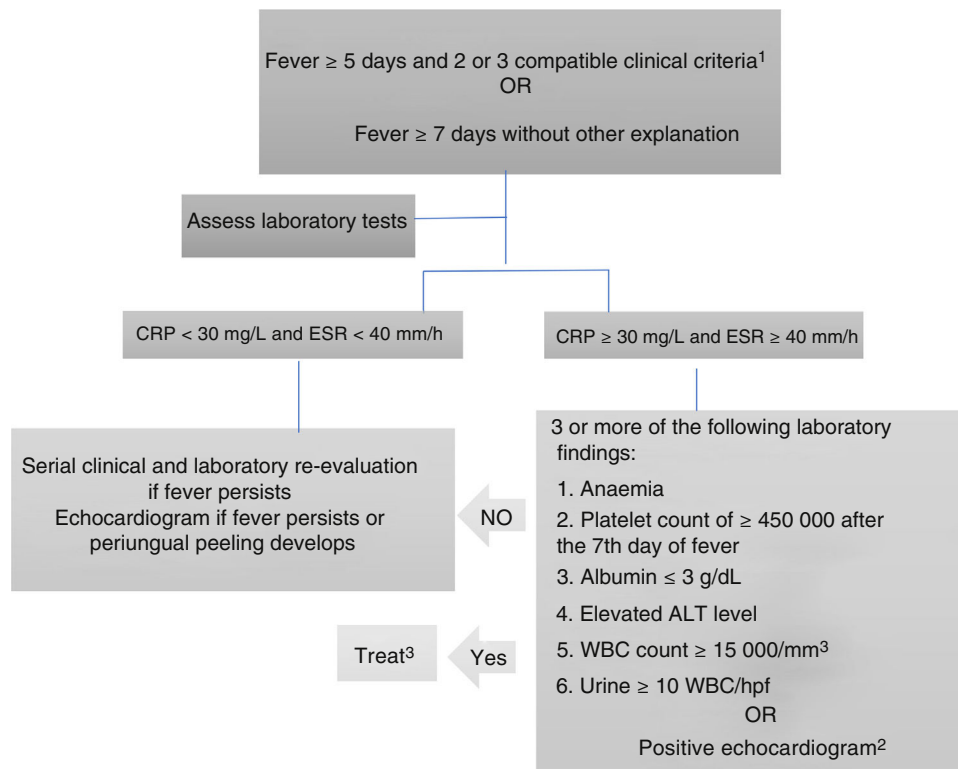 Fever ≥ 5 days and 2 or 3 compatible clinical criteria¹
OR
Fever ≥ 7 days without other explanation
Assess laboratory tests
CRP < 30 mg/L and ESR < 40 mm/h
CRP ≥ 30 mg/L and ESR ≥ 40 mm/h
Serial clinical and laboratory re-evaluation
if fever persists
Echocardiogram if fever persists or
periungual peeling develops
NO
3 or more of the following laboratory
findings:
1. Anaemia
2. Platelet count of ≥ 450 000 after
the 7th day of fever
3. Albumin ≤ 3 g/dL
4. Elevated ALT level
5. WBC count ≥ 15 000/mm³
6. Urine ≥ 10 WBC/hpf
OR
Positive echocardiogram²
Yes
Treat³